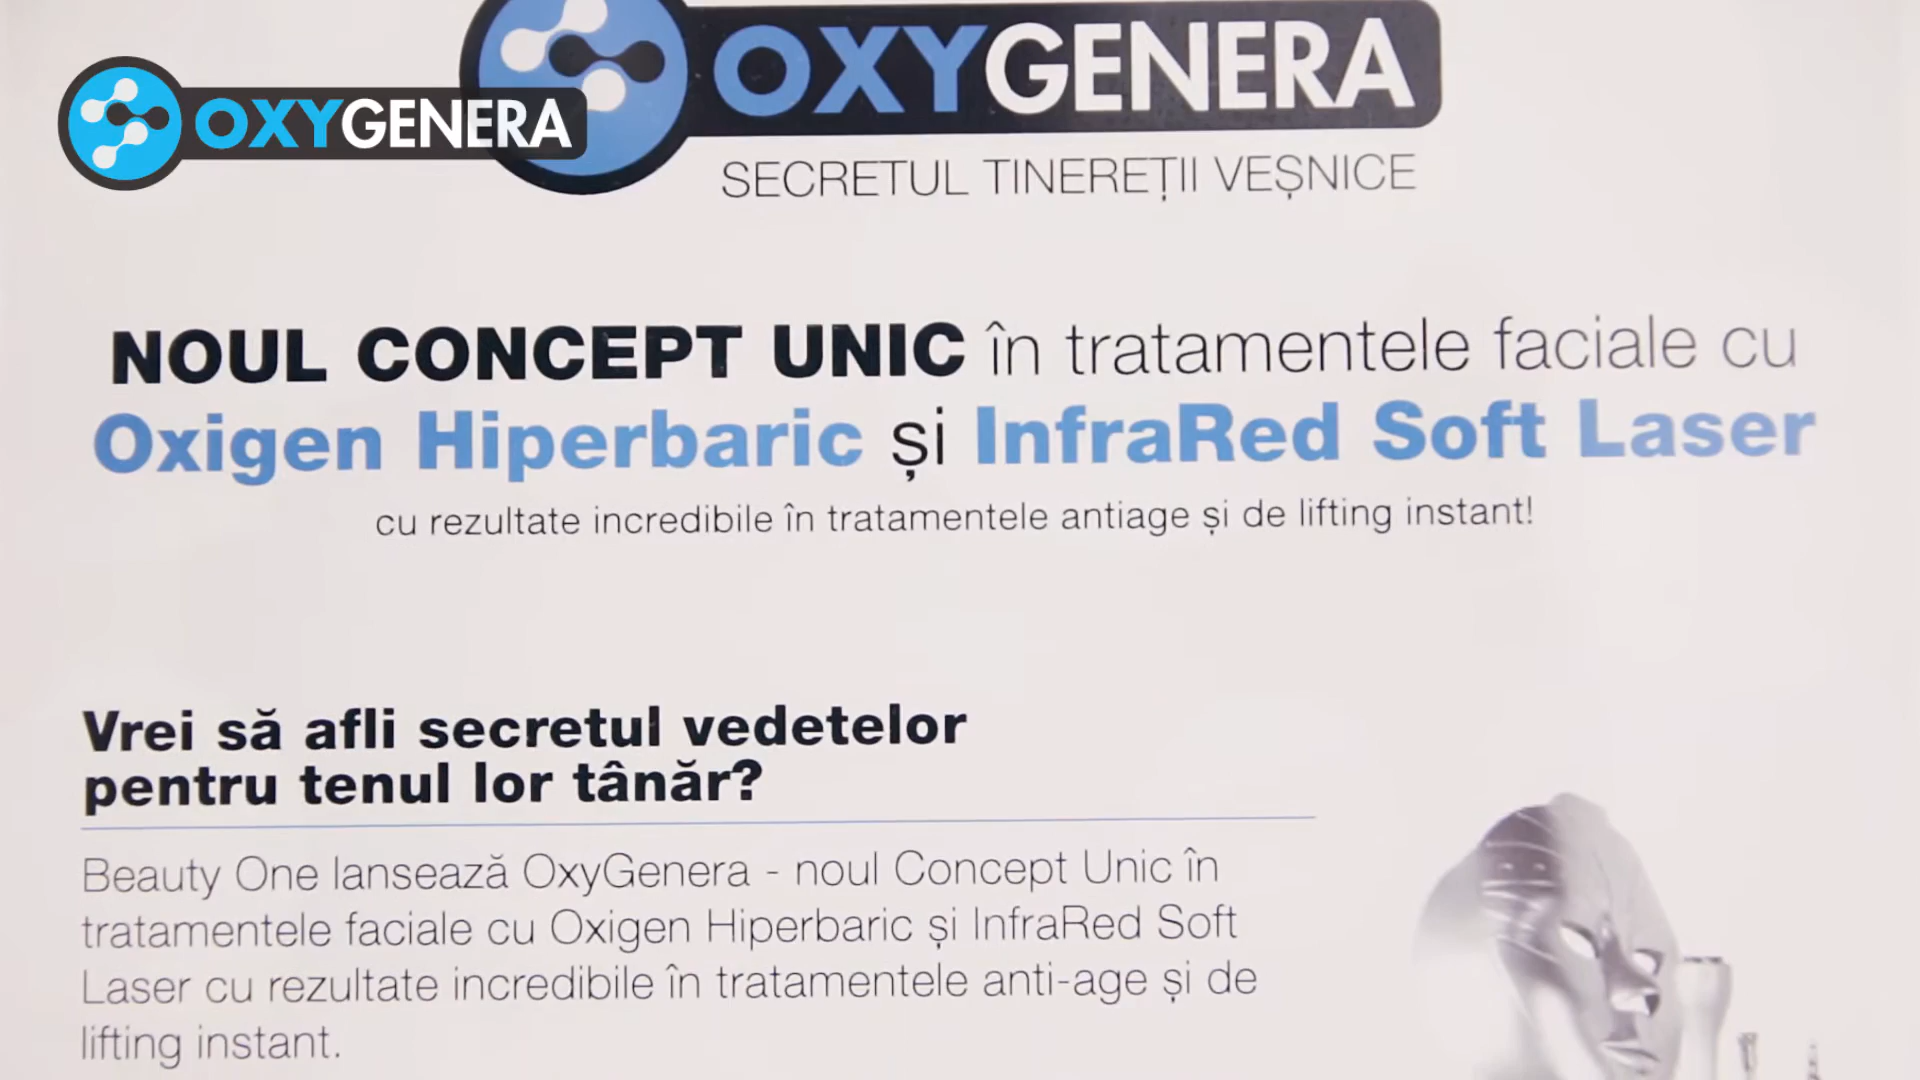 OXYGENERA
OXYGENERA
SECRETUL TINEREȚII VEȘNICE
NOUL CONCEPT UNIC în tratamentele faciale cu
Oxigen Hiperbaric și InfraRed Soft Laser
cu rezultate incredibile în tratamentele antiage și de lifting instant!
Vrei să afli secretul vedetelor
pentru tenul lor tânăr?
Beauty One lansează OxyGenera - noul Concept Unic în
tratamentele faciale cu Oxigen Hiperbaric și InfraRed Soft
Laser cu rezultate incredibile în tratamentele anti-age și de
lifting instant.